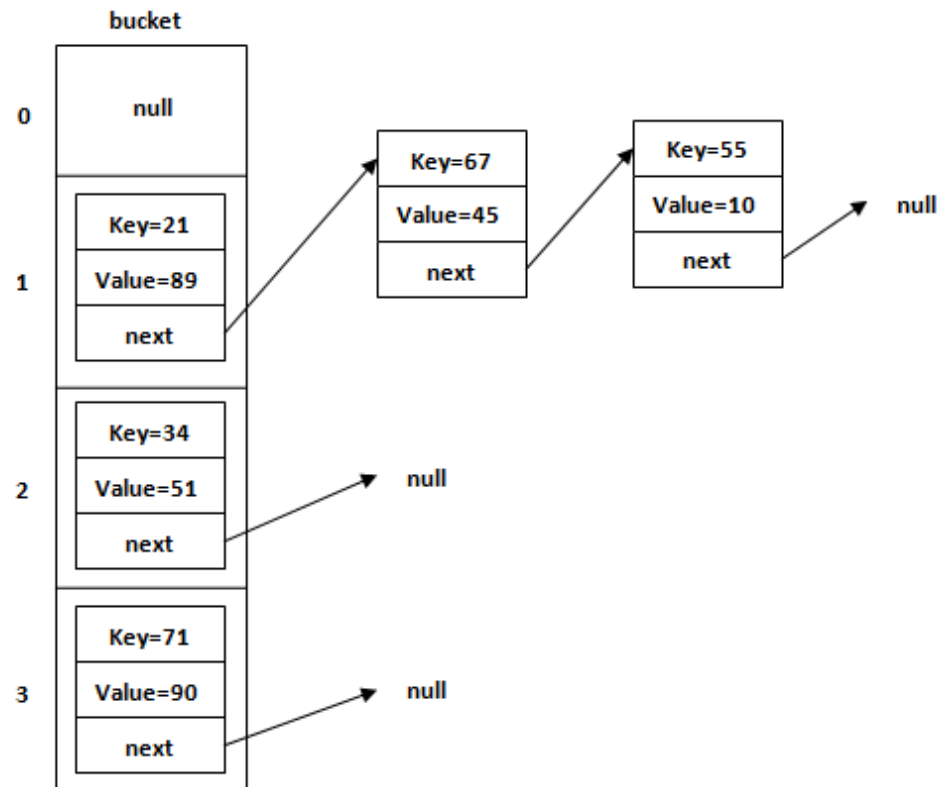 bucket
0
null
1
Key=21
Value=89
next
Key=67
Value=45
next
Key=55
Value=10
next
null
2
Key=34
Value=51
next
null
3
Key=71
Value=90
next
null